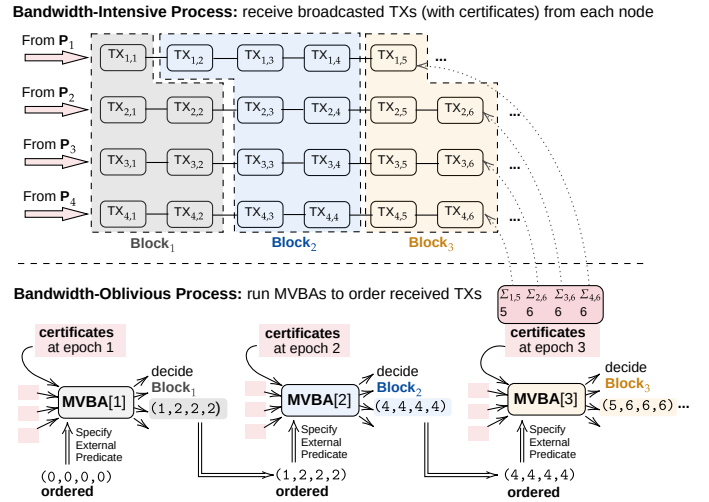 Bandwidth-Intensive Process: receive broadcasted TXs (with certificates) from each node
From P1
TX1,1 TX1,2 TX1,3 TX1,4 TX1,5 ...
From P2
TX2,1 TX2,2 TX2,3 TX2,4 TX2,5 TX2,6 ...
From P3
TX3,1 TX3,2 TX3,3 TX3,4 TX3,5 TX3,6 ...
From P4
TX4,1 TX4,2 TX4,3 TX4,4 TX4,5 TX4,6 ...
Block1 Block2 Block3
Bandwidth-Oblivious Process: run MVBAs to order received TXs
Σ1,5 Σ2,6 Σ3,6 Σ4,6
5 6 6 6
certificates
at epoch 1
certificates
at epoch 2
certificates
at epoch 3
MVBA[1]
decide
Block1
(1,2,2,2)
Specify
External
Predicate
(0,0,0,0)
ordered
MVBA[2]
decide
Block2
(4,4,4,4)
Specify
External
Predicate
(1,2,2,2)
ordered
MVBA[3]
decide
Block3
(5,6,6,6) ...
Specify
External
Predicate
(4,4,4,4)
ordered